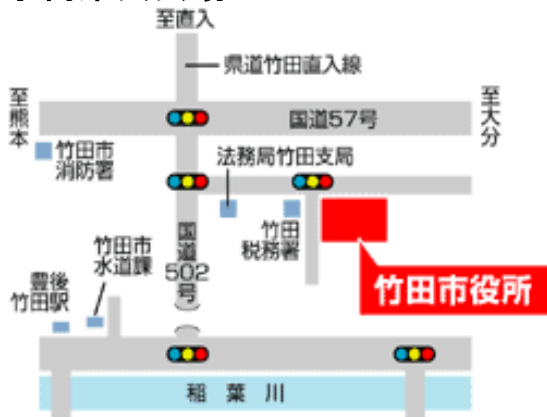 至直入
県道竹田直入線
至熊本
国道57号
至大分
竹田市
消防署
法務局竹田支局
国道502号
竹田
税務署
竹田市
水道課
豊後
竹田駅
竹田市役所
稲葉川